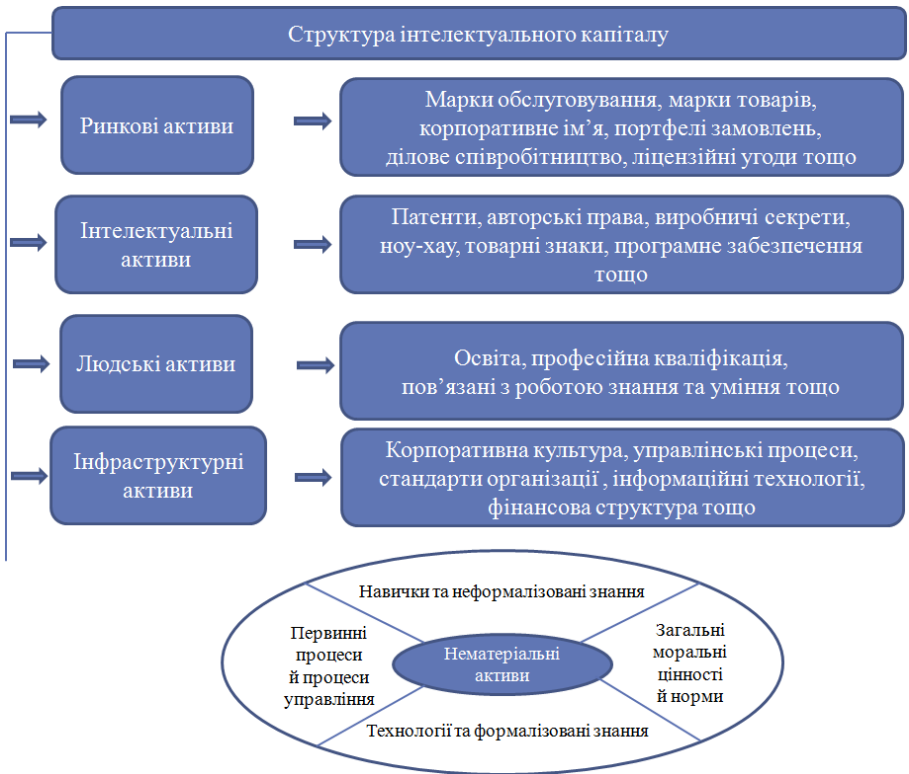 Структура інтелектуального капіталу
Ринкові активи
Марки обслуговування, марки товарів,
корпоративне ім’я, портфелі замовлень,
ділове співробітництво, ліцензійні угоди тощо
Інтелектуальні
активи
Патенти, авторські права, виробничі секрети,
ноу-хау, товарні знаки, програмне забезпечення
тощо
Людські активи
Освіта, професійна кваліфікація,
пов’язані з роботою знання та уміння тощо
Інфраструктурні
активи
Корпоративна культура, управлінські процеси,
стандарти організації , інформаційні технології,
фінансова структура тощо
Навички та неформалізовані знання
Первинні
процеси
й процеси
управління
Нематеріальні
активи
Загальні
моральні
цінності
й норми
Технології та формалізовані знання